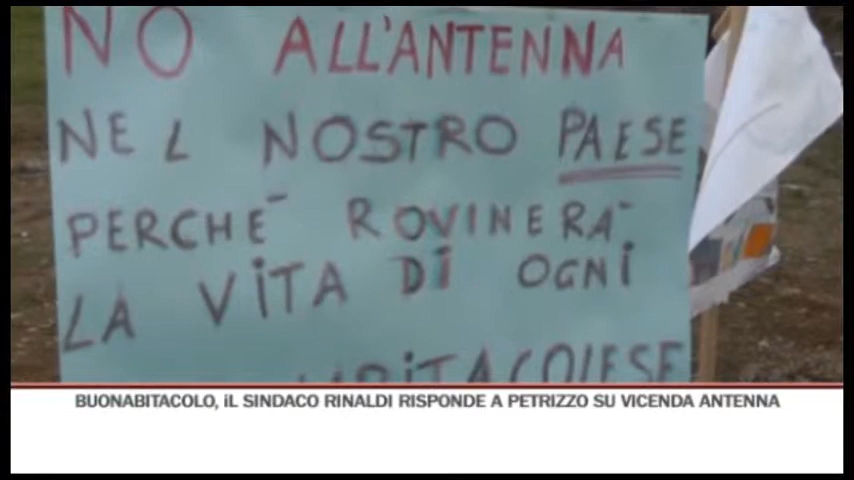 NO ALL'ANTENNA
NEL NOSTRO PAESE
PERCHÈ ROVINERÀ
LA ViTA Di OGNi
BUONABITACOLO, iL SINDACO RINALDI RISPONDE A PETRIZZO SU VICENDA ANTENNA